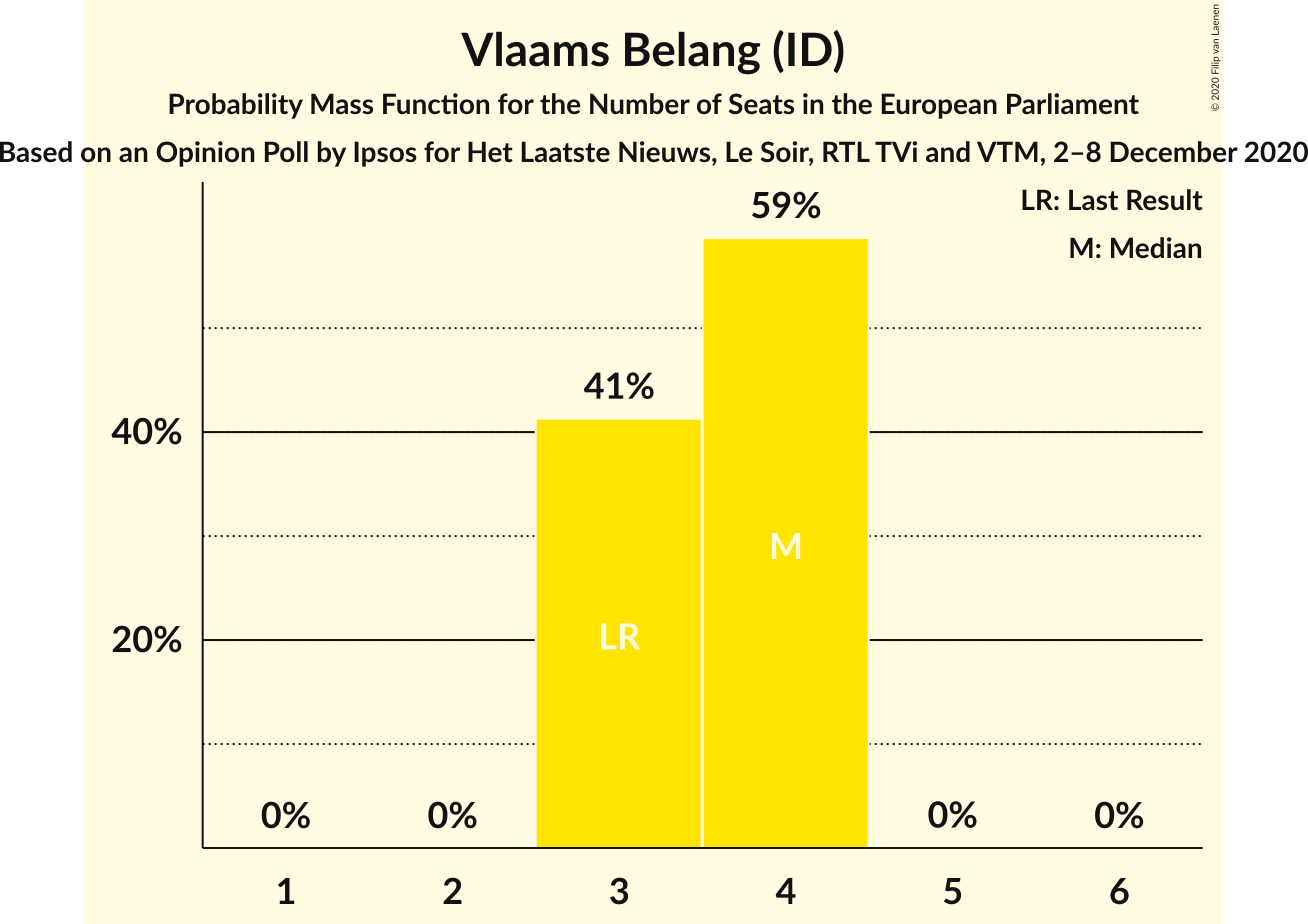 Vlaams Belang (ID)
Probability Mass Function for the Number of Seats in the European Parliament
Based on an Opinion Poll by Ipsos for Het Laatste Nieuws, Le Soir, RTL TVi and VTM, 2–8 December 2020
© 2020 Filip van Laenen
LR: Last Result
M: Median
59%
41%
40%
M
LR
20%
0% 0% 0% 0%
1 2 3 4 5 6